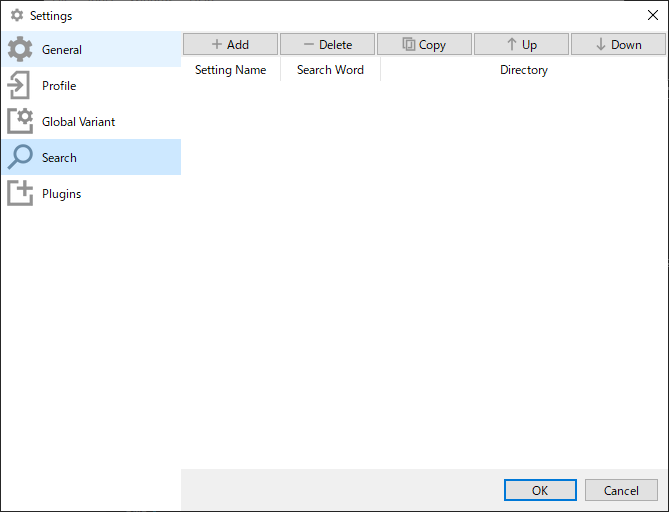 Settings
General
Profile
Global Variant
Search
Plugins
Add Delete Copy Up Down
Setting Name Search Word Directory
OK Cancel